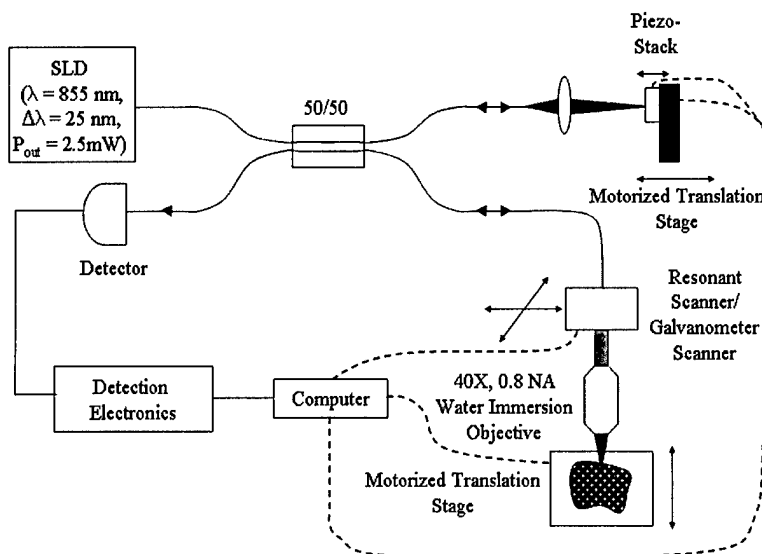 SLD
(λ = 855 nm,
Δλ = 25 nm,
Pout = 2.5mW)
50/50
Piezo-
Stack
Motorized Translation
Stage
Detector
Resonant
Scanner/
Galvanometer
Scanner
Detection
Electronics
Computer
40X, 0.8 NA
Water Immersion
Objective
Motorized Translation
Stage